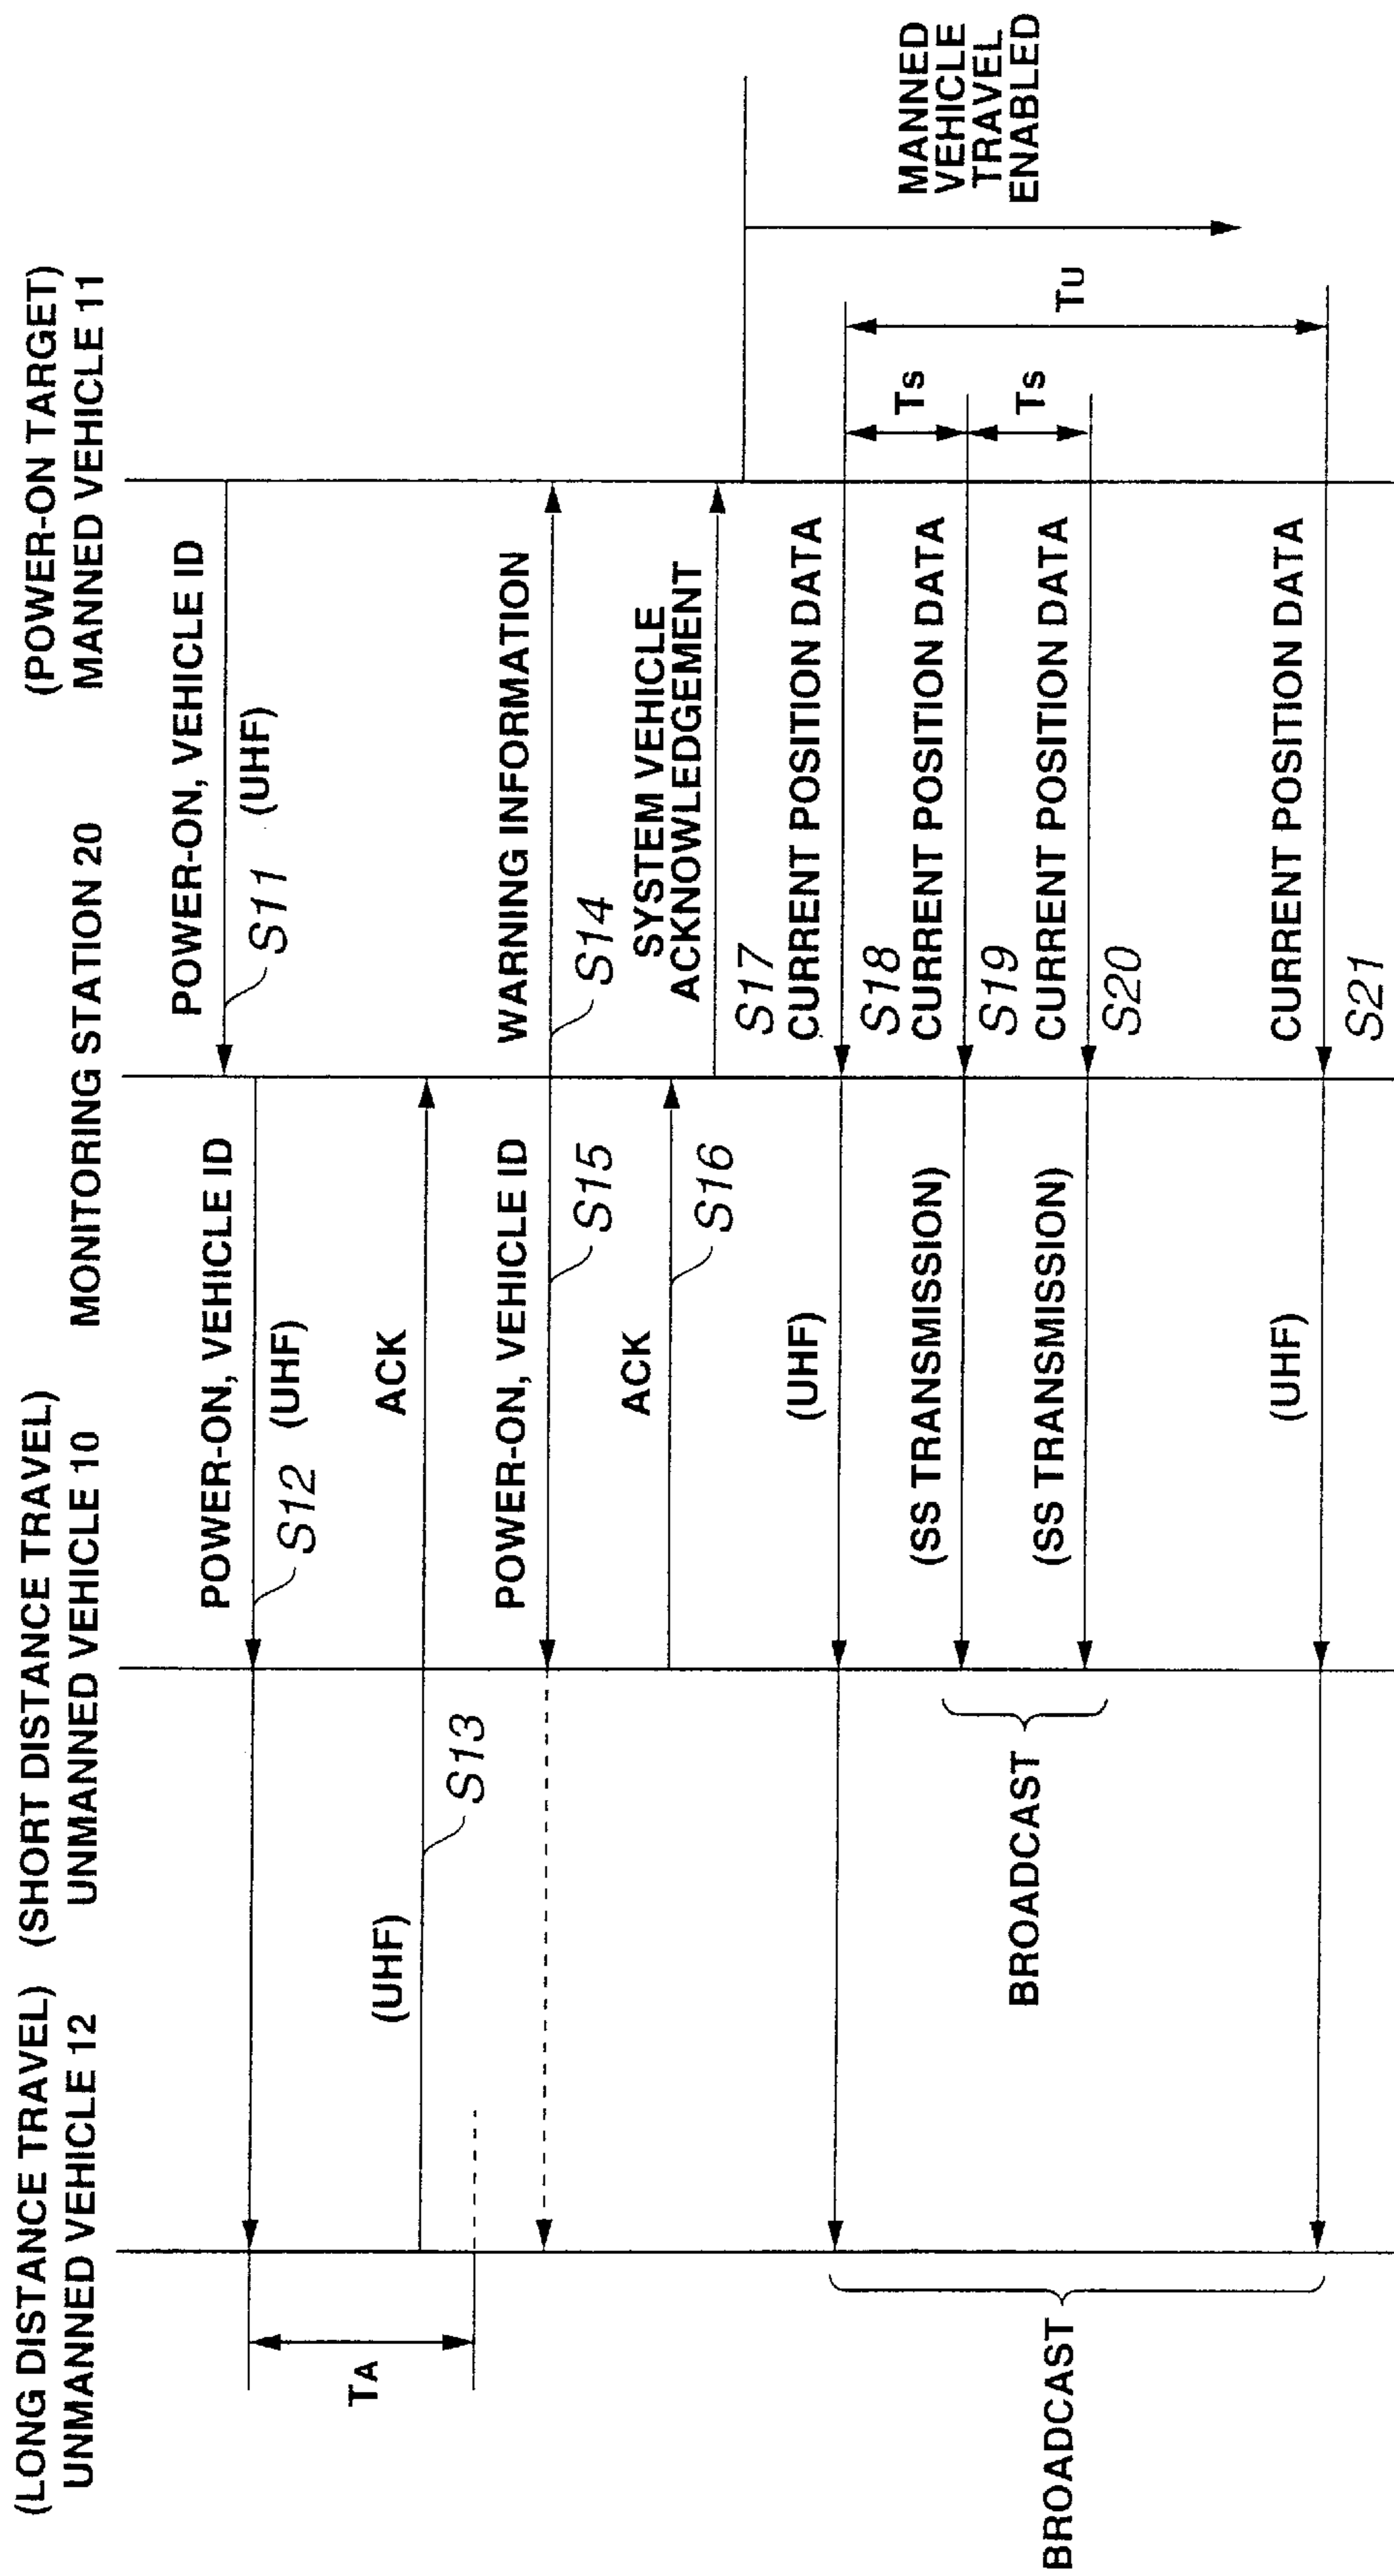 (LONG DISTANCE TRAVEL)
UNMANNED VEHICLE 12
(SHORT DISTANCE TRAVEL)
UNMANNED VEHICLE 10
MONITORING STATION 20
(POWER-ON TARGET)
MANNED VEHICLE 11
POWER-ON, VEHICLE ID
S11
(UHF)
POWER-ON, VEHICLE ID
S12
(UHF)
TA
(UHF)
ACK
S13
WARNING INFORMATION
S14
POWER-ON, VEHICLE ID
S15
ACK
S16
SYSTEM VEHICLE
ACKNOWLEDGEMENT
S17
MANNED
VEHICLE
TRAVEL
ENABLED
CURRENT POSITION DATA
(UHF)
S18
Ts
CURRENT POSITION DATA
(SS TRANSMISSION)
S19
Ts
CURRENT POSITION DATA
(SS TRANSMISSION)
S20
TU
BROADCAST
BROADCAST
CURRENT POSITION DATA
(UHF)
S21